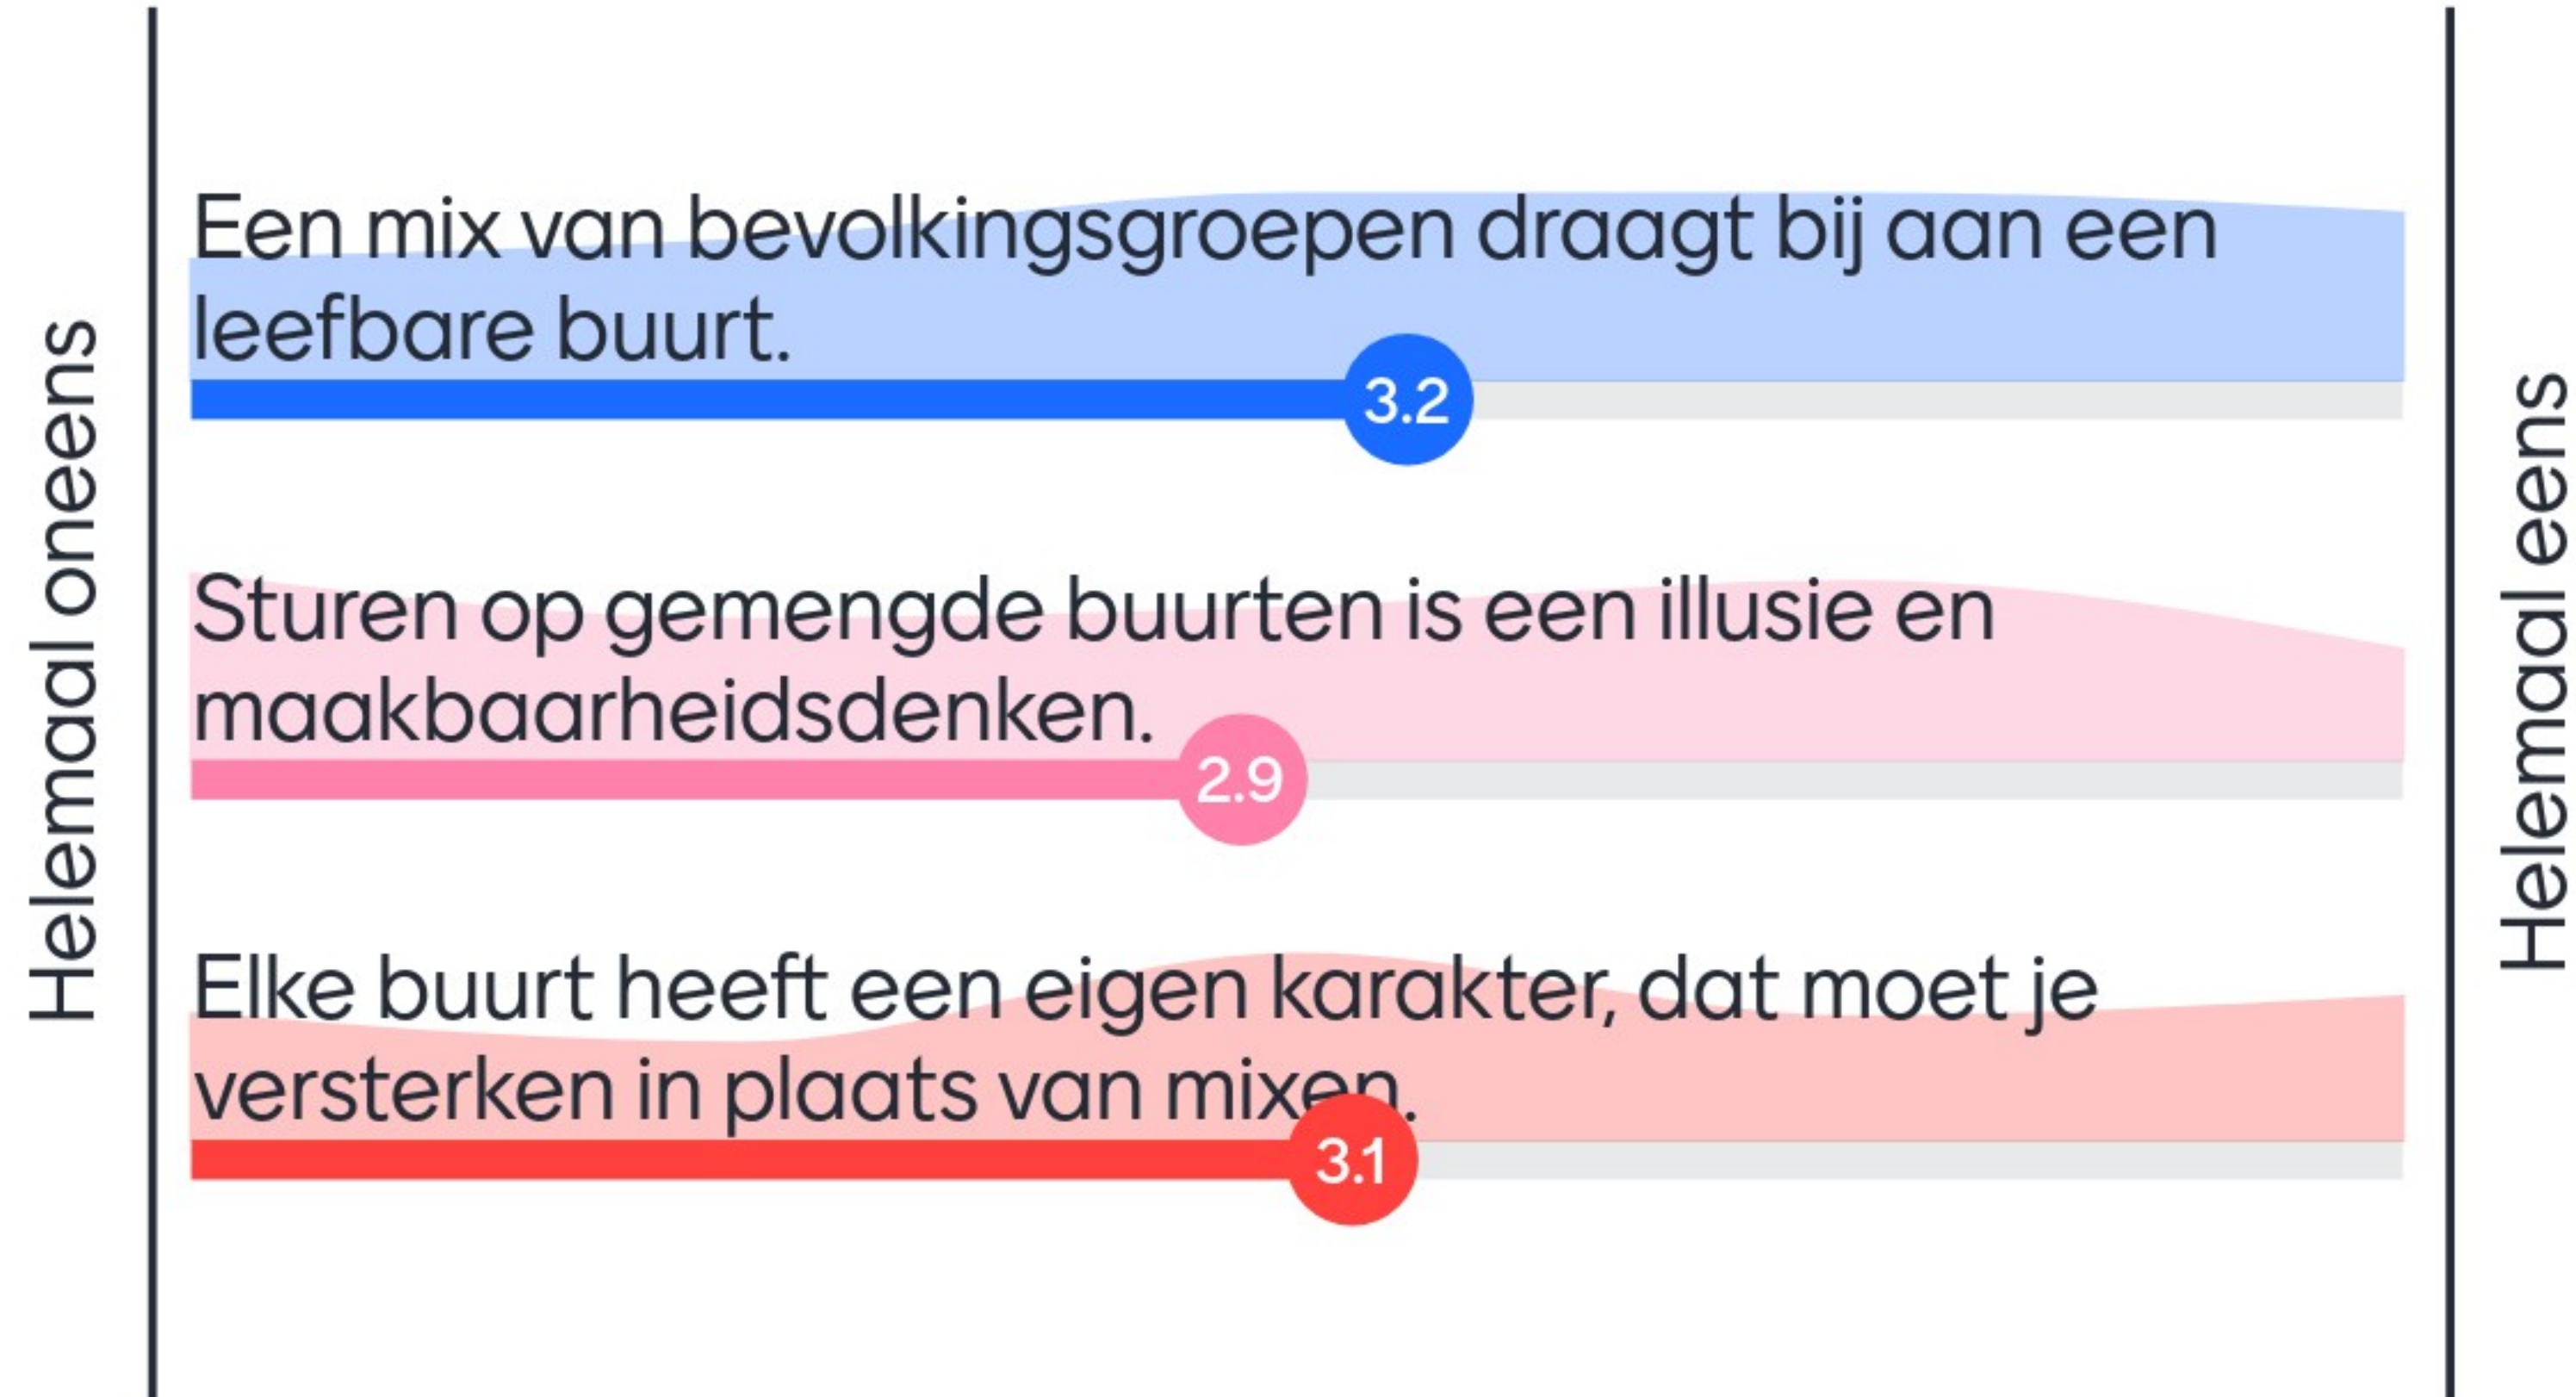 Helemaal oneens
Een mix van bevolkingsgroepen draagt bij aan een
leefbare buurt.
3.2
Sturen op gemengde buurten is een illusie en
maakbaarheidsdenken.
2.9
Elke buurt heeft een eigen karakter, dat moet je
versterken in plaats van mixen.
3.1
Helemaal eens